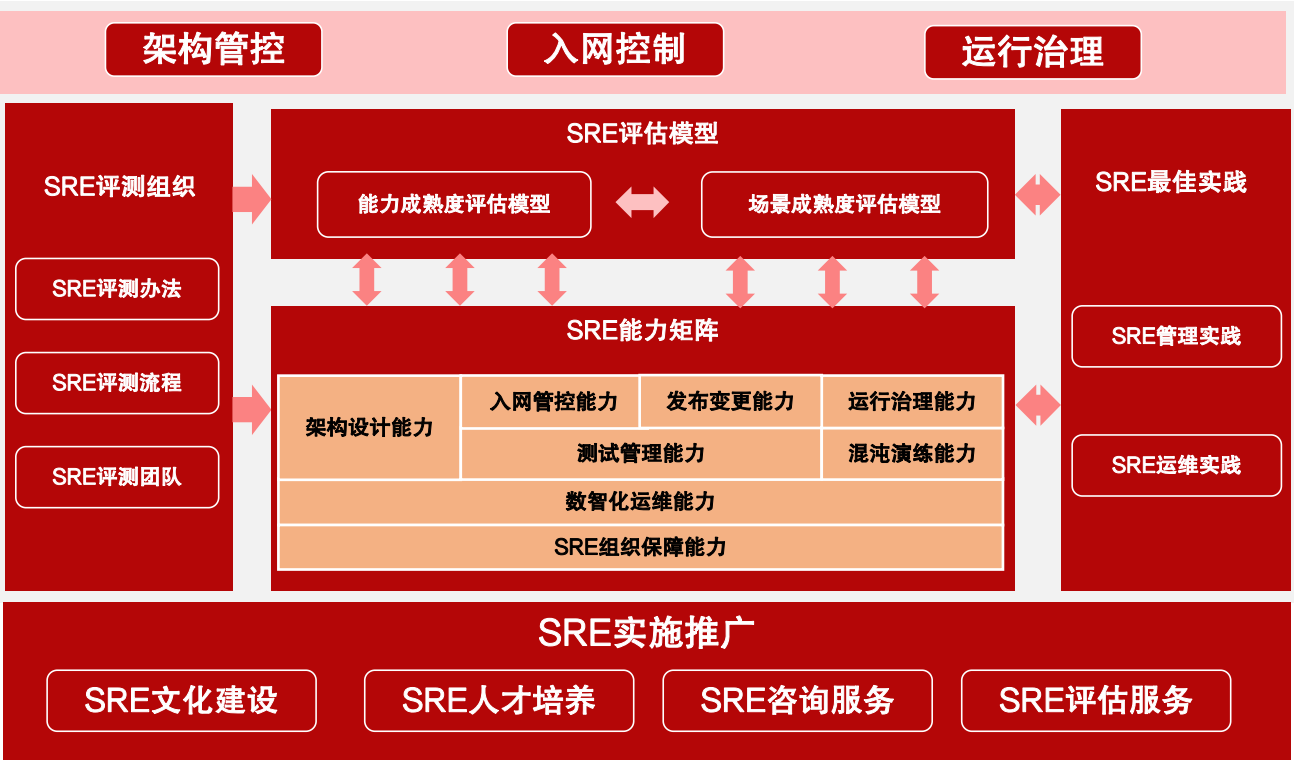 架构管控
入网控制
运行治理
SRE评测组织
SRE评测办法
SRE评测流程
SRE评测团队
SRE评估模型
能力成熟度评估模型
场景成熟度评估模型
SRE能力矩阵
架构设计能力
入网管控能力
发布变更能力
运行治理能力
测试管理能力
混沌演练能力
数智化运维能力
SRE组织保障能力
SRE最佳实践
SRE管理实践
SRE运维实践
SRE实施推广
SRE文化建设
SRE人才培养
SRE咨询服务
SRE评估服务